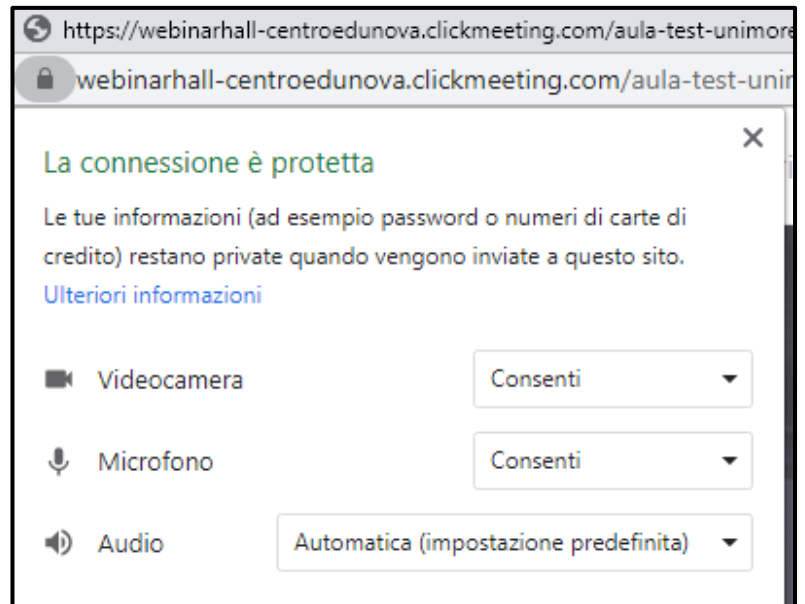 https://webinarhall-centroedunova.clickmeeting.com/aula-test-unimore
webinarhall-centroedunova.clickmeeting.com/aula-test-unir
La connessione è protetta
Le tue informazioni (ad esempio password o numeri di carte di
credito) restano private quando vengono inviate a questo sito.
Ulteriori informazioni
Videocamera
Consenti
Microfono
Consenti
Audio
Automatica (impostazione predefinita)